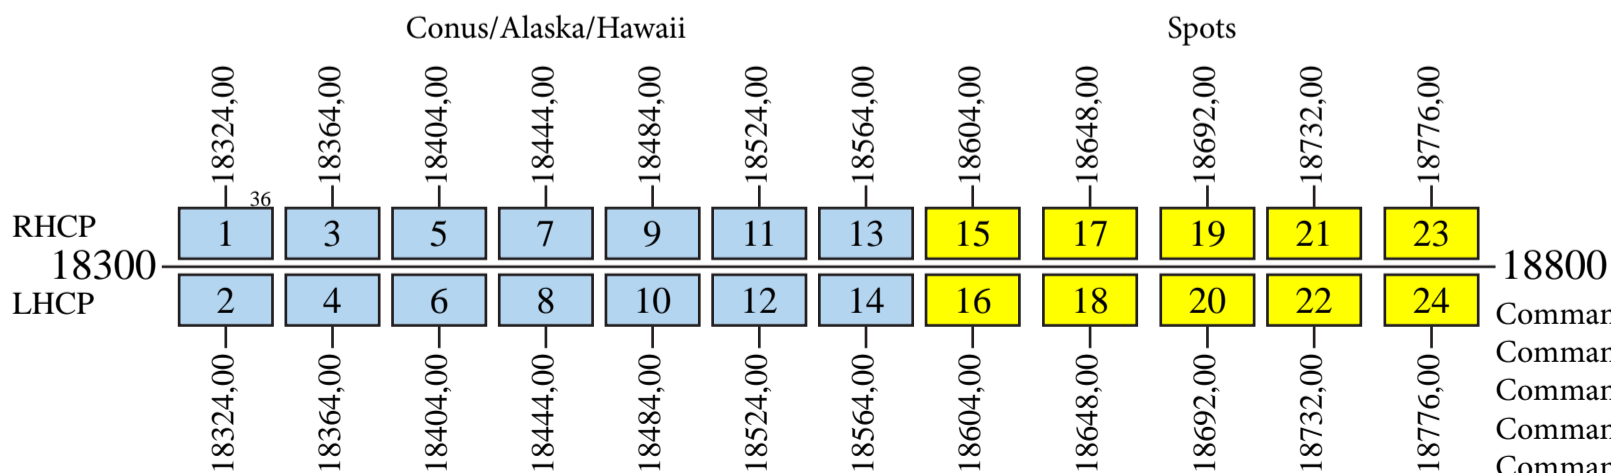 Conus/Alaska/Hawaii Spots
18324,00 18364,00 18404,00 18444,00 18484,00 18524,00 18564,00 18604,00 18648,00 18692,00 18732,00 18776,00
36
RHCP 1 3 5 7 9 11 13 15 17 19 21 23
18300 18800
LHCP 2 4 6 8 10 12 14 16 18 20 22 24
18324,00 18364,00 18404,00 18444,00 18484,00 18524,00 18564,00 18604,00 18648,00 18692,00 18732,00 18776,00